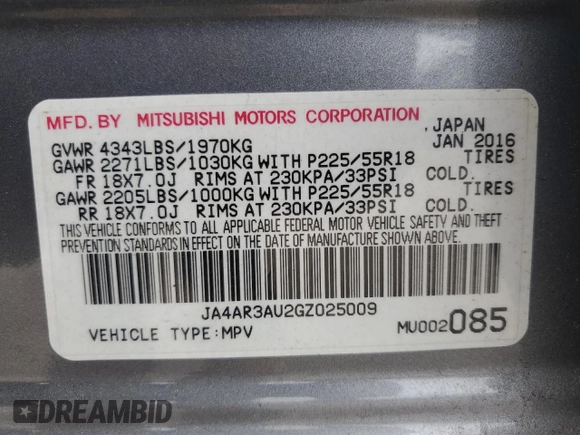 MFD. BY MITSUBISHI MOTORS CORPORATION, JAPAN
GVWR 4343LBS/1970KG JAN 2016
GAWR 2271LBS/1030KG WITH P225/55R18 TIRES
FR 18X7.0J RIMS AT 230KPA/33PSI COLD.
GAWR 2205LBS/1000KG WITH P225/55R18 TIRES
RR 18X7.0J RIMS AT 230KPA/33PSI COLD.
THIS VEHICLE CONFORMS TO ALL APPLICABLE FEDERAL MOTOR VEHICLE SAFETY AND THEFT
PREVENTION STANDARDS IN EFFECT ON THE DATE OF MANUFACTURE SHOWN ABOVE.
JA4AR3AU2GZ025009
VEHICLE TYPE:MPV MU002085
DREAMBID